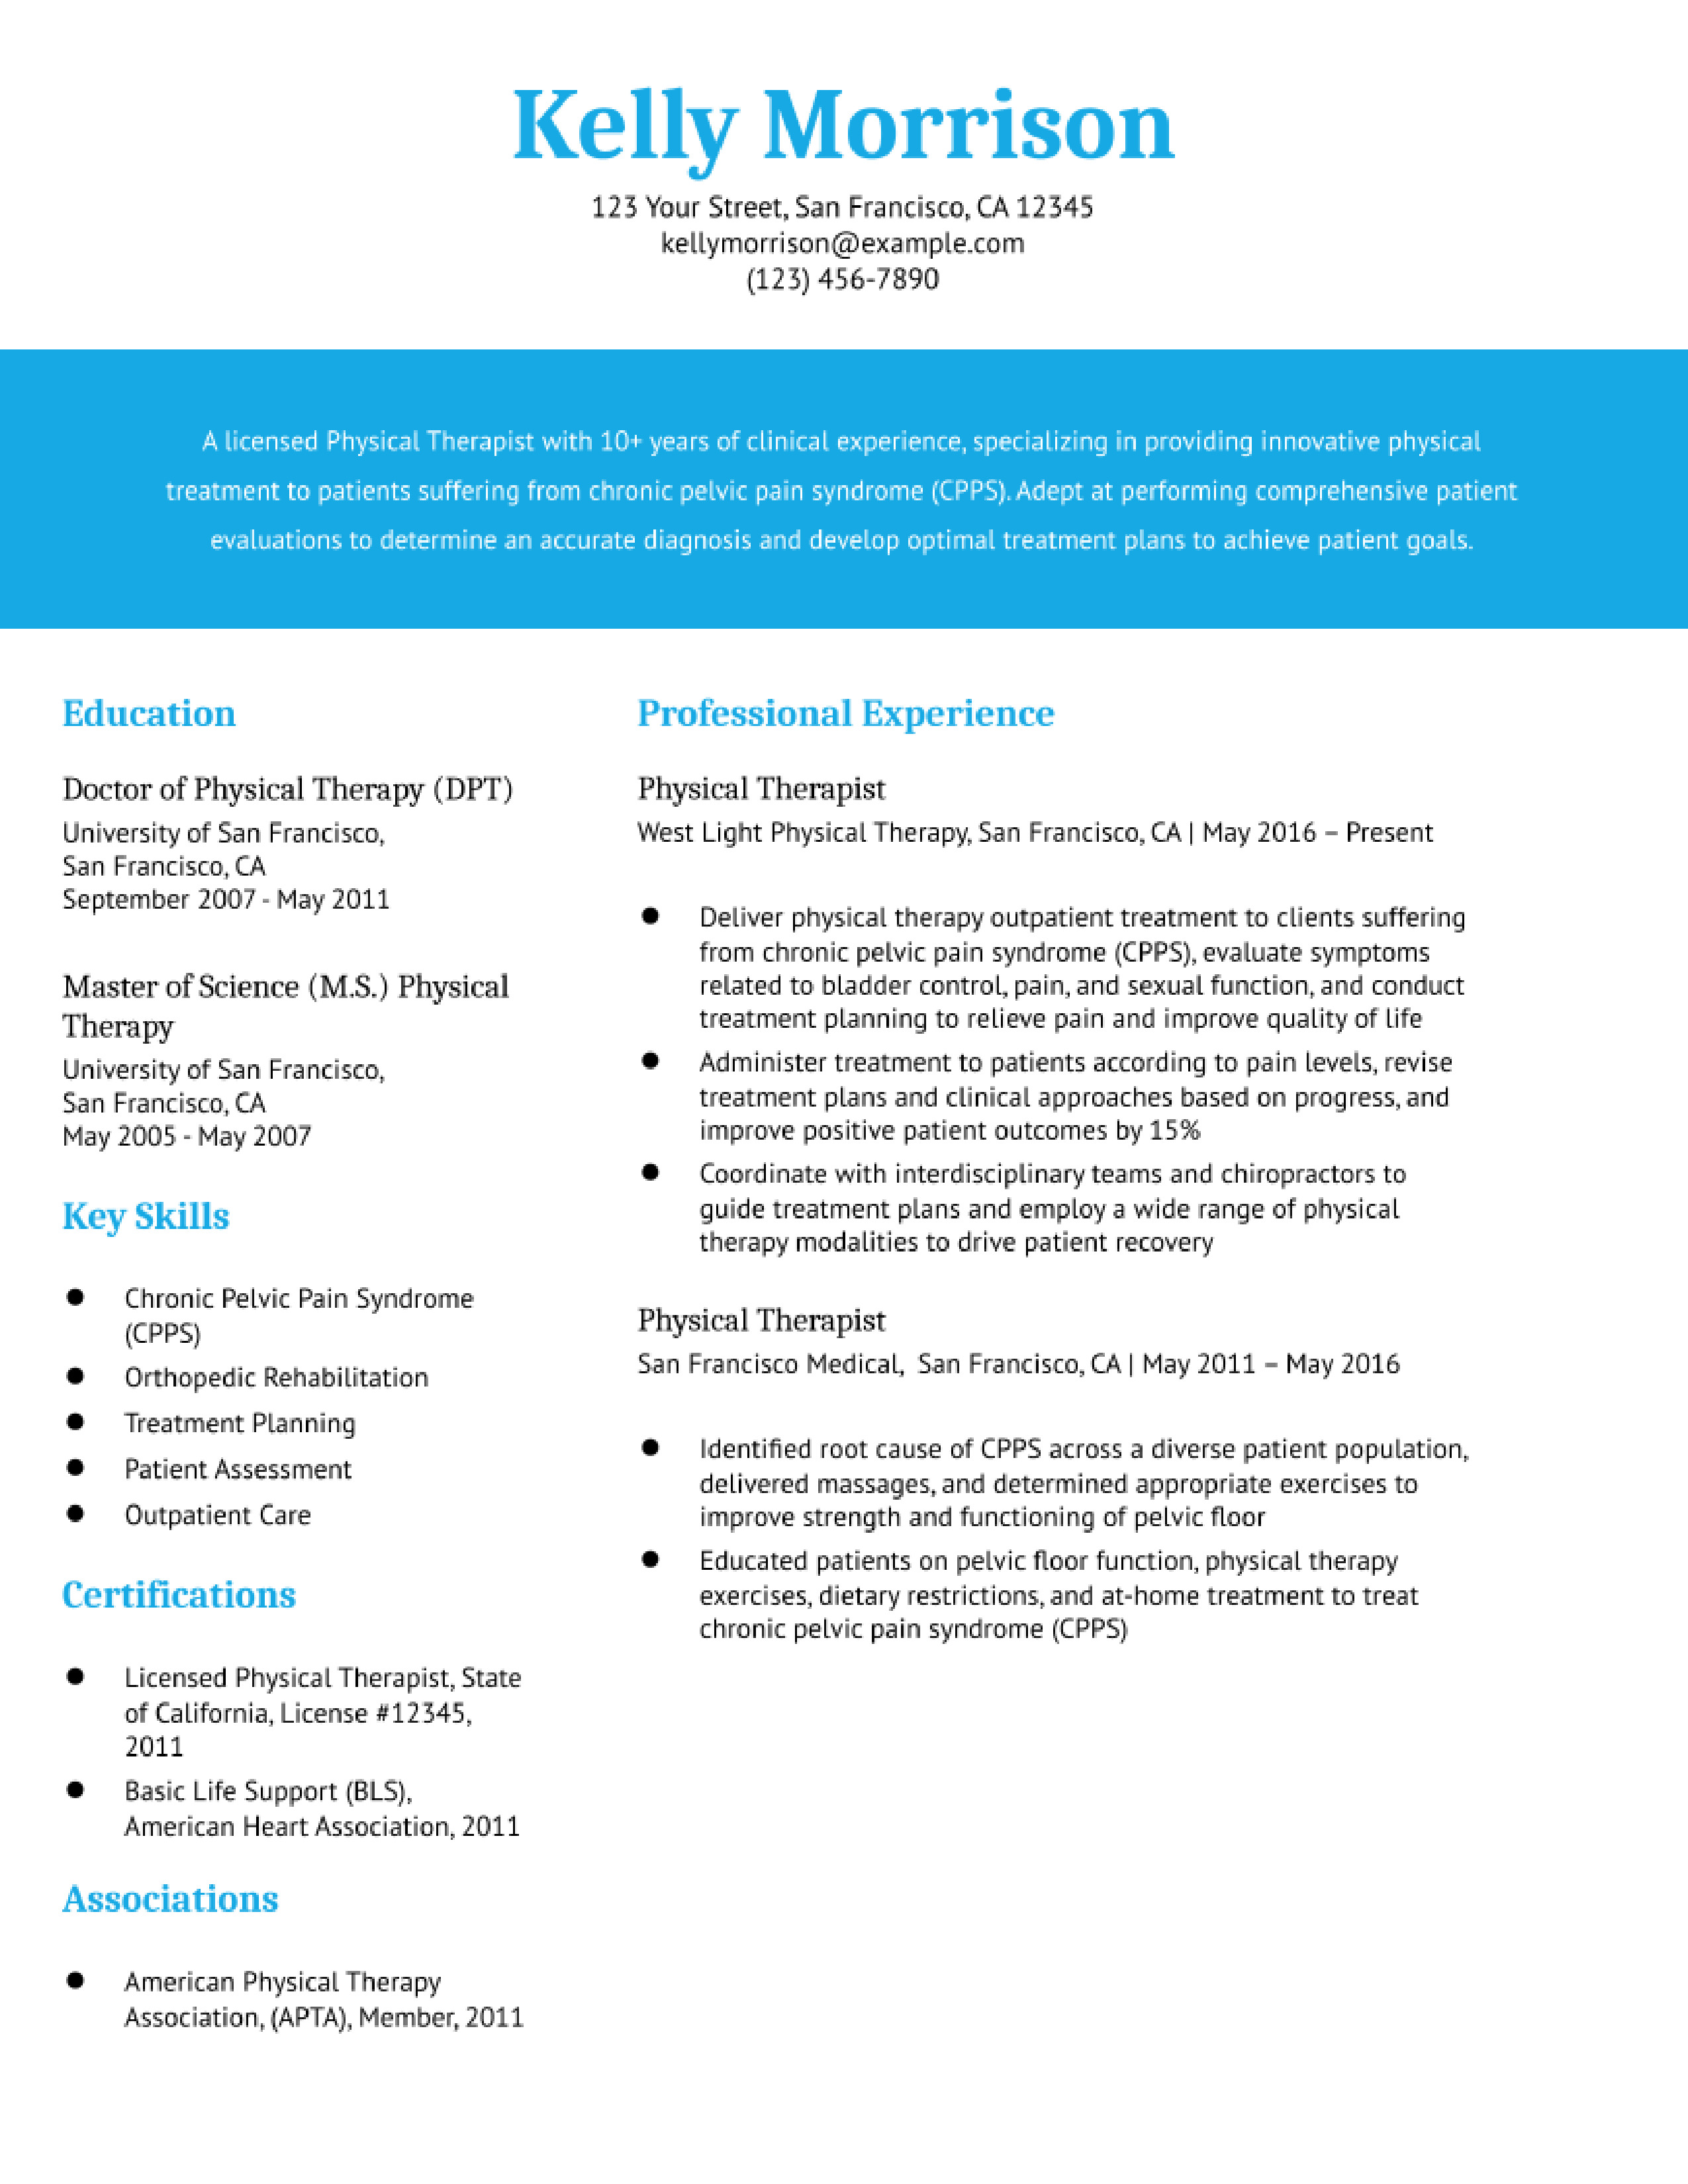 Kelly Morrison
123 Your Street, San Francisco, CA 12345
kellymorrison@example.com
(123) 456-7890
A licensed Physical Therapist with 10+ years of clinical experience, specializing in providing innovative physical
treatment to patients suffering from chronic pelvic pain syndrome (CPPS). Adept at performing comprehensive patient
evaluations to determine an accurate diagnosis and develop optimal treatment plans to achieve patient goals.
Education
Doctor of Physical Therapy (DPT)
University of San Francisco,
San Francisco, CA
September 2007 - May 2011
Master of Science (M.S.) Physical
Therapy
University of San Francisco,
San Francisco, CA
May 2005 - May 2007
Key Skills
● Chronic Pelvic Pain Syndrome
(CPPS)
● Orthopedic Rehabilitation
● Treatment Planning
● Patient Assessment
● Outpatient Care
Certifications
● Licensed Physical Therapist, State
of California, License #12345,
2011
● Basic Life Support (BLS),
American Heart Association, 2011
Associations
● American Physical Therapy
Association, (APTA), Member, 2011
Professional Experience
Physical Therapist
West Light Physical Therapy, San Francisco, CA | May 2016 – Present
● Deliver physical therapy outpatient treatment to clients suffering
from chronic pelvic pain syndrome (CPPS), evaluate symptoms
related to bladder control, pain, and sexual function, and conduct
treatment planning to relieve pain and improve quality of life
● Administer treatment to patients according to pain levels, revise
treatment plans and clinical approaches based on progress, and
improve positive patient outcomes by 15%
● Coordinate with interdisciplinary teams and chiropractors to
guide treatment plans and employ a wide range of physical
therapy modalities to drive patient recovery
Physical Therapist
San Francisco Medical,  San Francisco, CA | May 2011 – May 2016
● Identified root cause of CPPS across a diverse patient population,
delivered massages, and determined appropriate exercises to
improve strength and functioning of pelvic floor
● Educated patients on pelvic floor function, physical therapy
exercises, dietary restrictions, and at-home treatment to treat
chronic pelvic pain syndrome (CPPS)